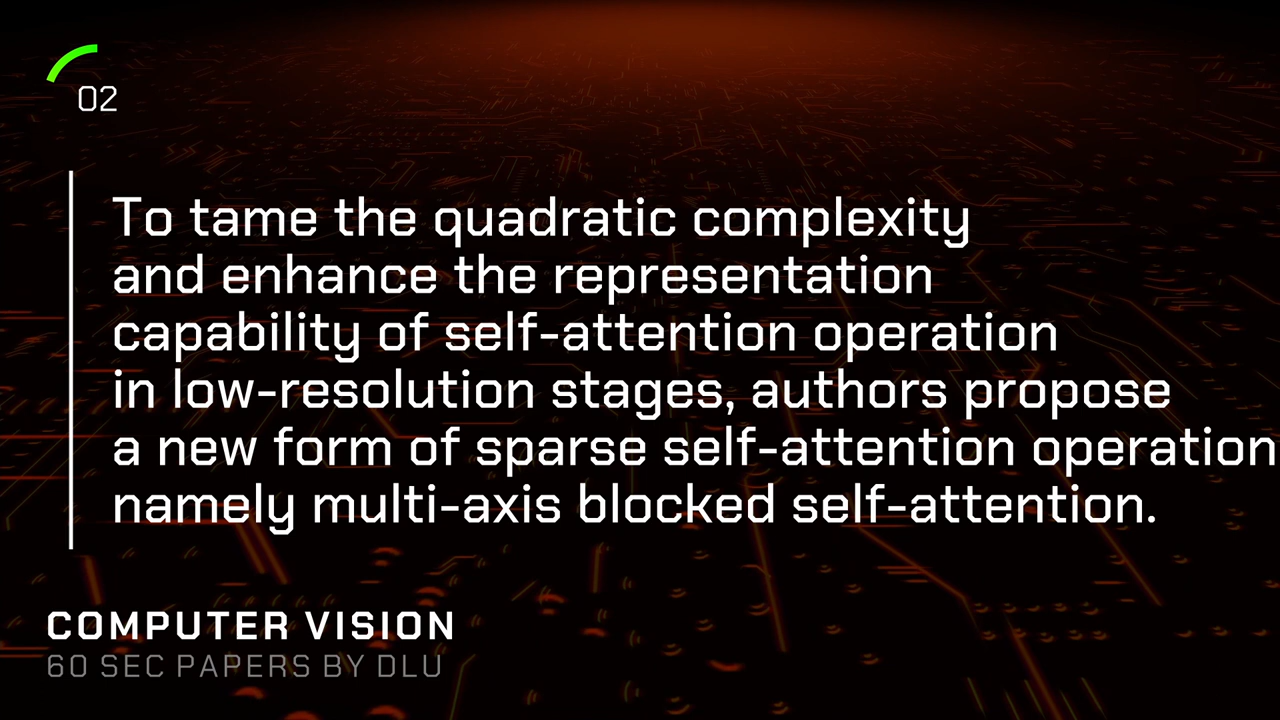 02
To tame the quadratic complexity
and enhance the representation
capability of self-attention operation
in low-resolution stages, authors propose
a new form of sparse self-attention operation
namely multi-axis blocked self-attention.
COMPUTER VISION
60 SEC PAPERS BY DLU